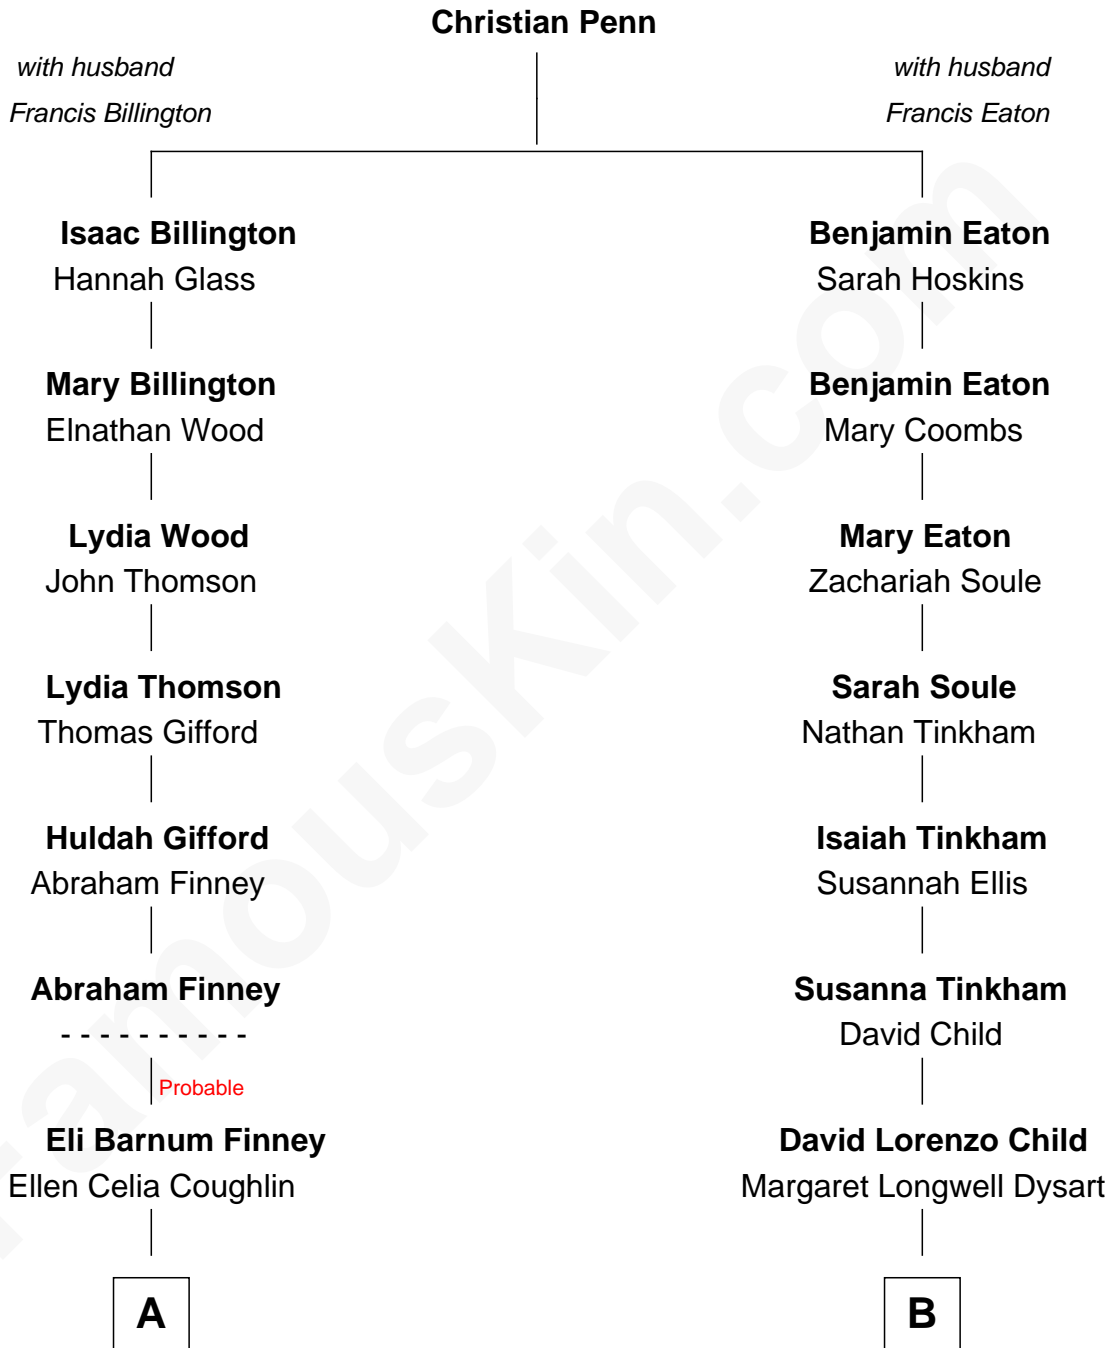 Christian Penn
with husband
Francis Billington
with husband
Francis Eaton
Isaac Billington
Hannah Glass
Benjamin Eaton
Sarah Hoskins
Mary Billington
Elnathan Wood
Benjamin Eaton
Mary Coombs
Lydia Wood
John Thomson
Mary Eaton
Zachariah Soule
Lydia Thomson
Thomas Gifford
Sarah Soule
Nathan Tinkham
Huldah Gifford
Abraham Finney
Isaiah Tinkham
Susannah Ellis
Abraham Finney
- - - - - - - - - -
Susanna Tinkham
David Child
Probable
Eli Barnum Finney
Ellen Celia Coughlin
David Lorenzo Child
Margaret Longwell Dysart
A
B
FamousKin.com